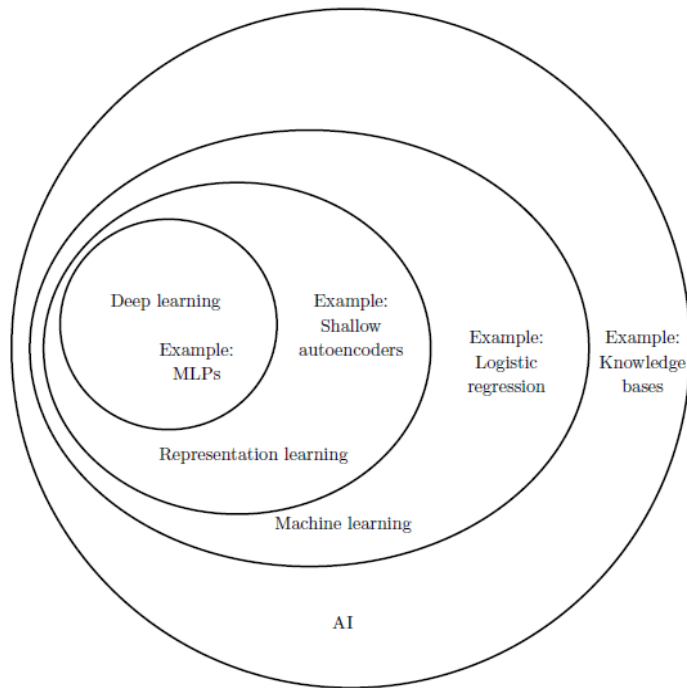 Deep learning
Example:
MLPs
Example:
Shallow
autoencoders
Example:
Logistic
regression
Example:
Knowledge
bases
Representation learning
Machine learning
AI